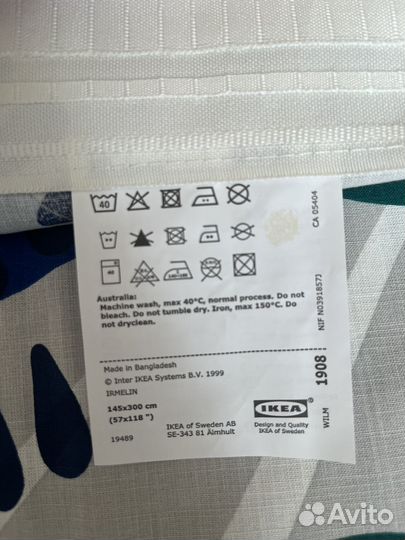 40
Australia:
Machine wash, max 40°C, normal process. Do not
bleach. Do not tumble dry. Iron, max 150°C. Do
not dryclean.
Made in Bangladesh
© Inter IKEA Systems B.V. 1999
IRMELIN
145x300 cm
(57x118 ")
19489
IKEA of Sweden AB
SE-343 81 Älmhult
IKEA
Design and Quality
IKEA of Sweden
CA 05404
NIF N0391857J
1908
WILM
Avito